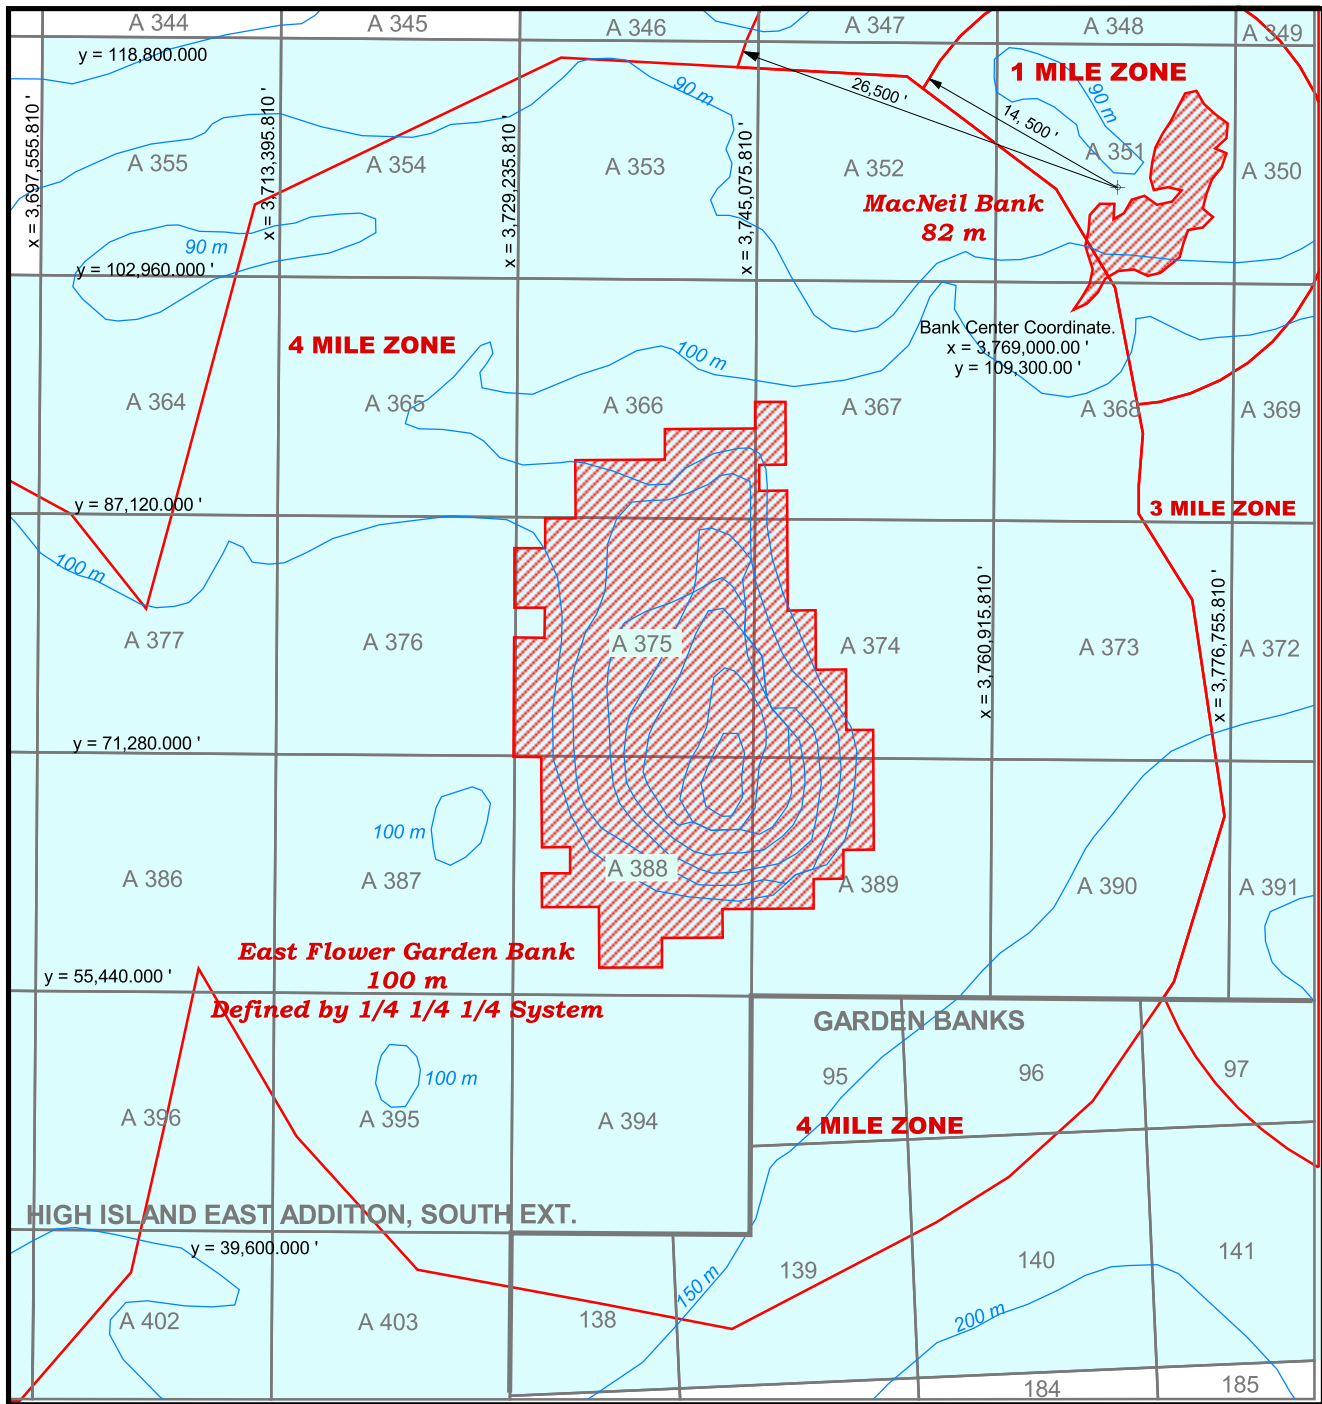 A 344
A 345
A 346
A 347
A 348
A 349
y = 118,800.000
1 MILE ZONE
90 m
26,500 '
90 m
14, 500 '
x = 3,697,555.810 '
x = 3,713,395.810 '
x = 3,729,235.810 '
x = 3,745,075.810 '
A 355
A 354
A 353
A 352
A 351
A 350
MacNeil Bank
82 m
90 m
y = 102,960.000 '
4 MILE ZONE
100 m
Bank Center Coordinate.
x = 3,769,000.00 '
y = 109,300.00 '
A 364
A 365
A 366
A 367
A 368
A 369
y = 87,120.000 '
3 MILE ZONE
100 m
x = 3,760,915.810 '
x = 3,776,755.810 '
A 377
A 376
A 375
A 374
A 373
A 372
y = 71,280.000 '
100 m
A 386
A 387
A 388
A 389
A 390
A 391
East Flower Garden Bank
100 m
Defined by 1/4 1/4 1/4 System
y = 55,440.000 '
GARDEN BANKS
95
96
97
100 m
A 396
A 395
A 394
4 MILE ZONE
HIGH ISLAND EAST ADDITION, SOUTH EXT.
y = 39,600.000 '
139
140
141
150 m
200 m
A 402
A 403
138
184
185